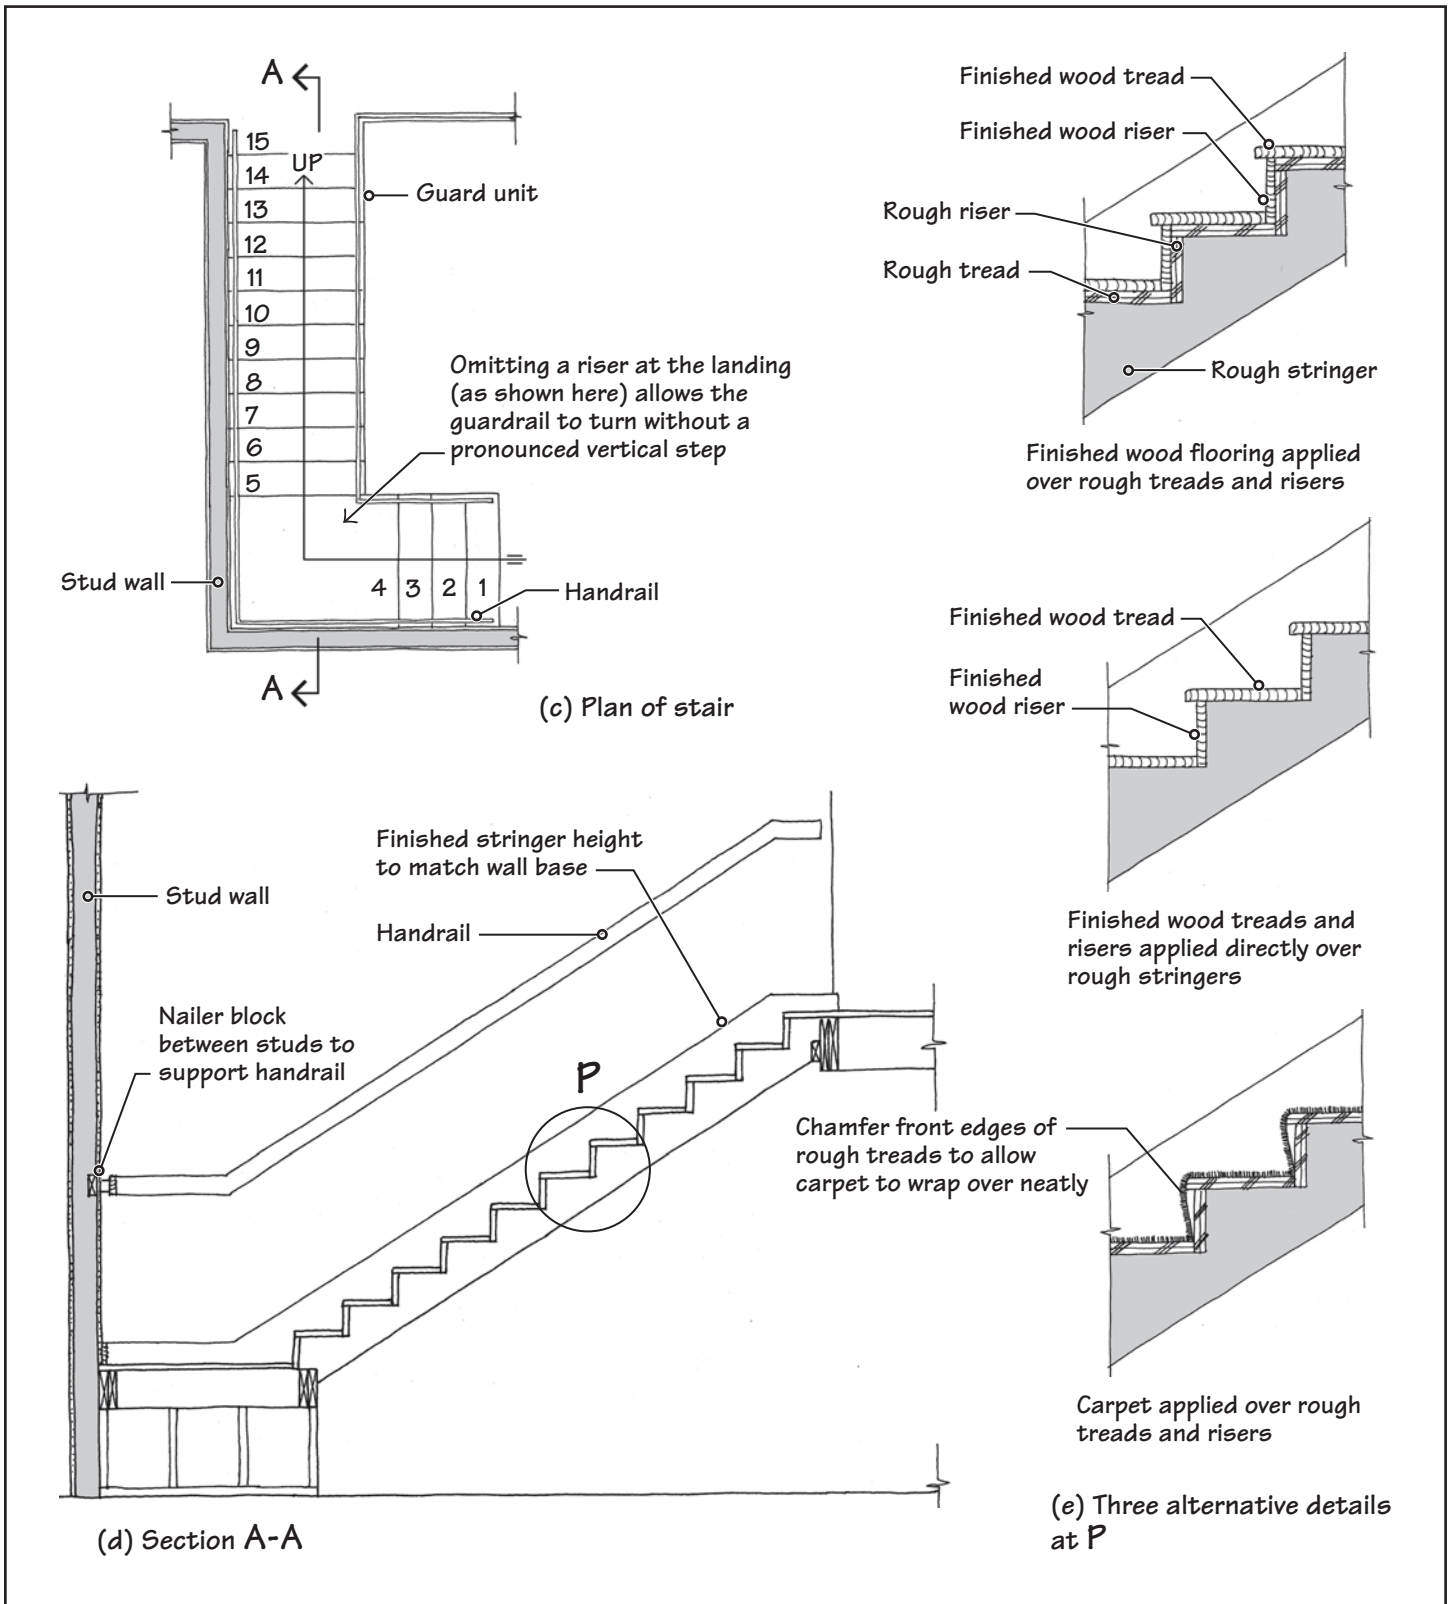 A
15
UP
14
13
12
11
10
9
8
7
6
5
Guard unit
Omitting a riser at the landing
(as shown here) allows the
guardrail to turn without a
pronounced vertical step
Stud wall
4 3 2 1
Handrail
A
(c) Plan of stair
Finished stringer height
to match wall base
Stud wall
Handrail
Nailer block
between studs to
support handrail
P
(d) Section A-A
Finished wood tread
Finished wood riser
Rough riser
Rough tread
Rough stringer
Finished wood flooring applied
over rough treads and risers
Finished wood tread
Finished
wood riser
Finished wood treads and
risers applied directly over
rough stringers
Chamfer front edges of
rough treads to allow
carpet to wrap over neatly
Carpet applied over rough
treads and risers
(e) Three alternative details
at P